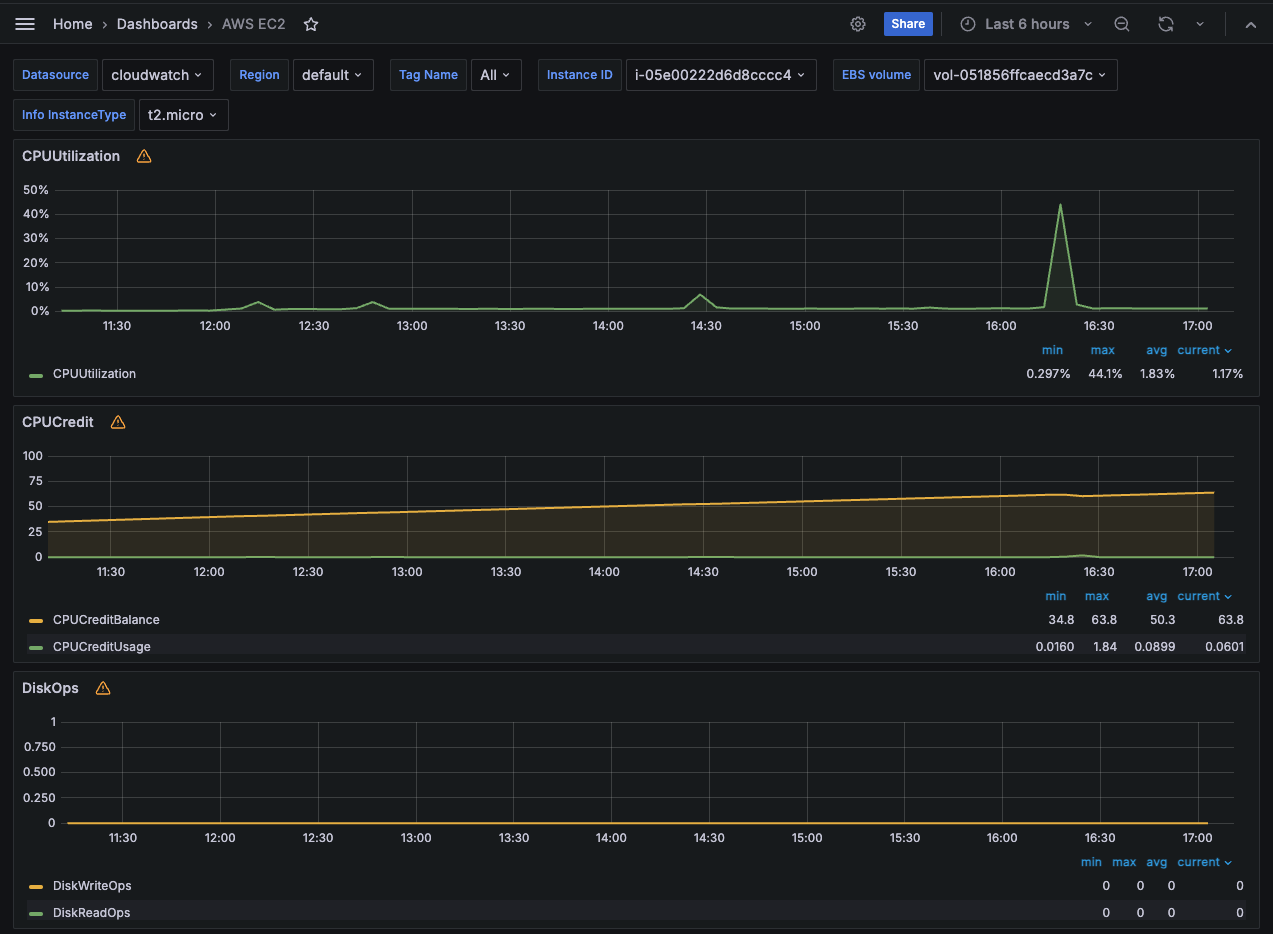 Home › Dashboards › AWS EC2 Share Last 6 hours
Datasource cloudwatch Region default Tag Name All Instance ID i-05e00222d6d8cccc4 EBS volume vol-051856ffcaecd3a7c
Info InstanceType t2.micro
CPUUtilization
50%
40%
30%
20%
10%
0%
11:30 12:00 12:30 13:00 13:30 14:00 14:30 15:00 15:30 16:00 16:30 17:00
min max avg current
CPUUtilization 0.297% 44.1% 1.83% 1.17%
CPUCredit
100
75
50
25
0
11:30 12:00 12:30 13:00 13:30 14:00 14:30 15:00 15:30 16:00 16:30 17:00
min max avg current
CPUCreditBalance 34.8 63.8 50.3 63.8
CPUCreditUsage 0.0160 1.84 0.0899 0.0601
DiskOps
1
0.750
0.500
0.250
0
11:30 12:00 12:30 13:00 13:30 14:00 14:30 15:00 15:30 16:00 16:30 17:00
min max avg current
DiskWriteOps 0 0 0 0
DiskReadOps 0 0 0 0